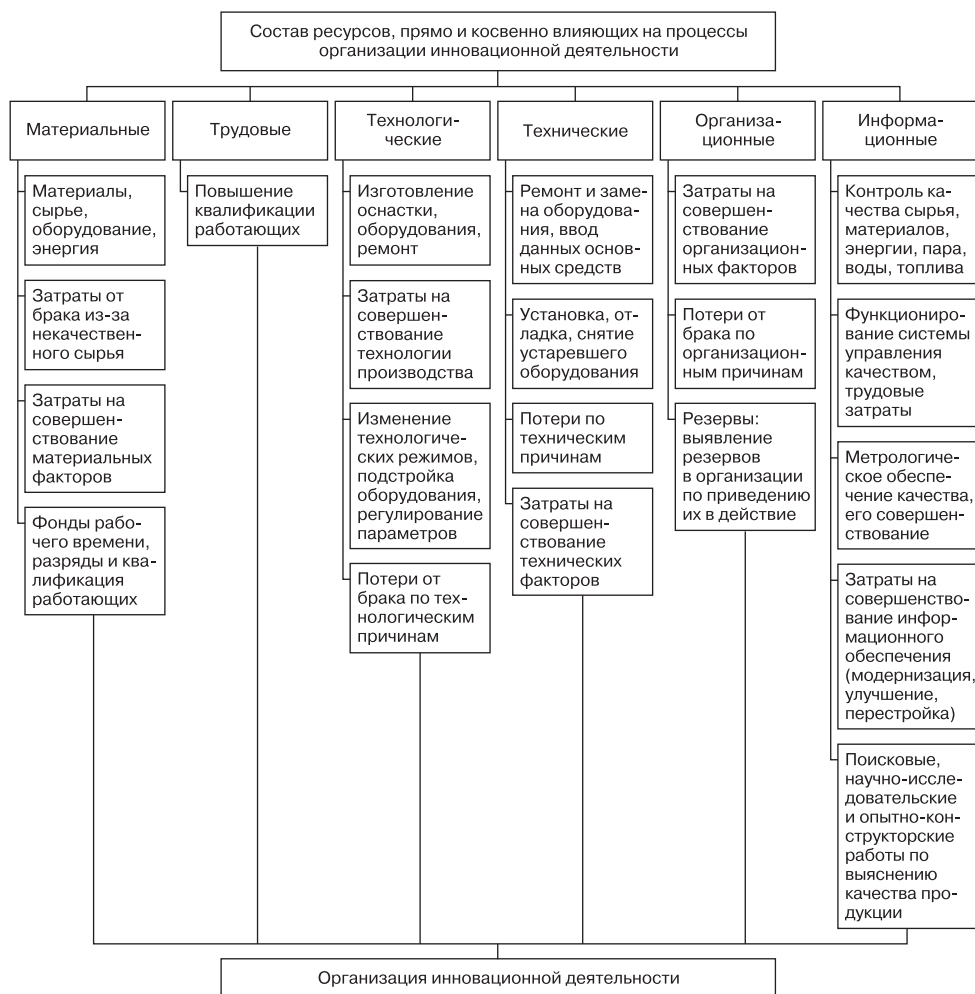 Состав ресурсов, прямо и косвенно влияющих на процессы
организации инновационной деятельности
Материальные
Трудовые
Технологи-
ческие
Технические
Организа-
ционные
Информа-
ционные
Материалы,
сырье,
оборудование,
энергия
Затраты от
брака из-за
некачествен-
ного сырья
Затраты на
совершен-
ствование
материальных
факторов
Фонды рабо-
чего времени,
разряды и ква-
лификация
работающих
Повышение
квалификации
работающих
Изготовление
оснастки,
оборудования,
ремонт
Затраты на
совершен-
ствование
технологии
производства
Изменение
технологиче-
ских режимов,
подстройка
оборудования,
регулирование
параметров
Потери от
брака по тех-
нологическим
причинам
Ремонт и заме-
на оборудова-
ния, ввод
данных основ-
ных средств
Установка, от-
ладка, снятие
устаревшего
оборудования
Потери по
техническим
причинам
Затраты на
совершен-
ствование
технических
факторов
Затраты на
совершен-
ствование
организацион-
ных факторов
Потери от
брака по
организацион-
ным причинам
Резервы:
выявление
резервов
в организации
по приведению
их в действие
Контроль ка-
чества сырья,
материалов,
энергии, пара,
воды, топлива
Функциониро-
вание системы
управления
качеством,
трудовые
затраты
Метрологиче-
ское обеспе-
чение качества,
его совершен-
ствование
Затраты на
совершенство-
вание инфор-
мационного
обеспечения
(модернизация,
улучшение,
перестройка)
Поисковые,
научно-иссле-
довательские
и опытно-кон-
структорские
работы по
выяснению
качества про-
дукции
Организация инновационной деятельности